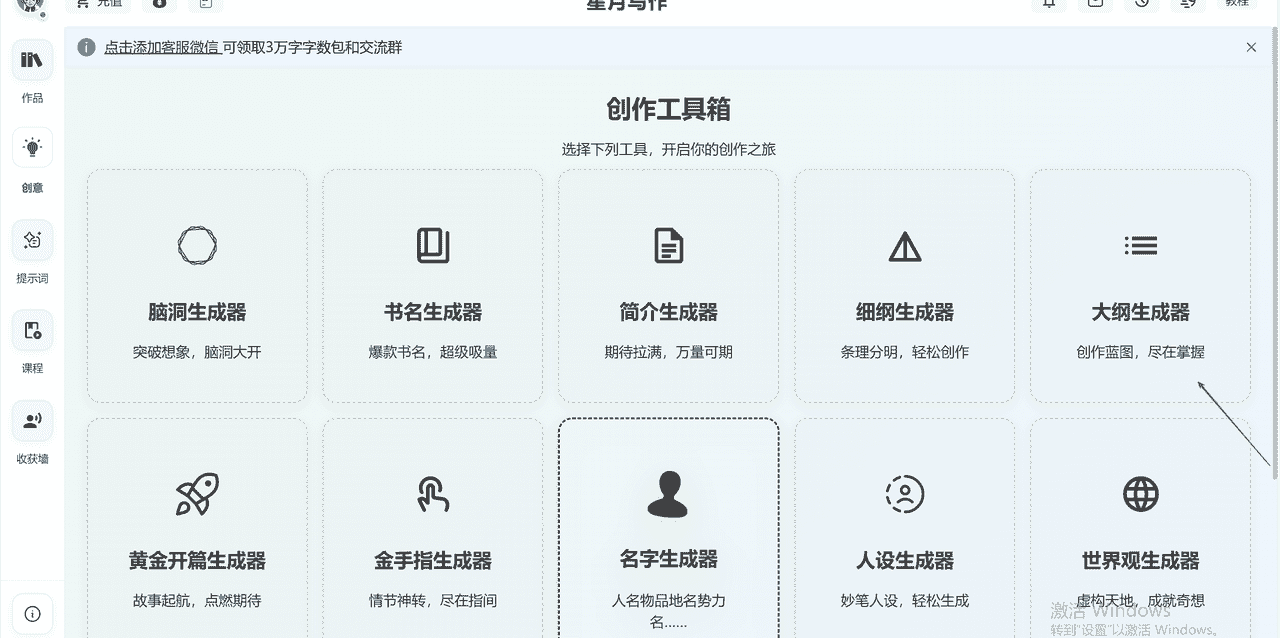 充值
星月写作
教程
点击添加客服微信 可领取3万字字数包和交流群
作品
创意
提示词
课程
收获墙
创作工具箱
选择下列工具，开启你的创作之旅
脑洞生成器
突破想象，脑洞大开
书名生成器
爆款书名，超级吸量
简介生成器
期待拉满，万量可期
细纲生成器
条理分明，轻松创作
大纲生成器
创作蓝图，尽在掌握
黄金开篇生成器
故事起航，点燃期待
金手指生成器
情节神转，尽在指间
名字生成器
人名物品地名势力
名......
人设生成器
妙笔人设，轻松生成
世界观生成器
虚构天地，成就奇想
激活 Windows
转到"设置"以激活 Windows。